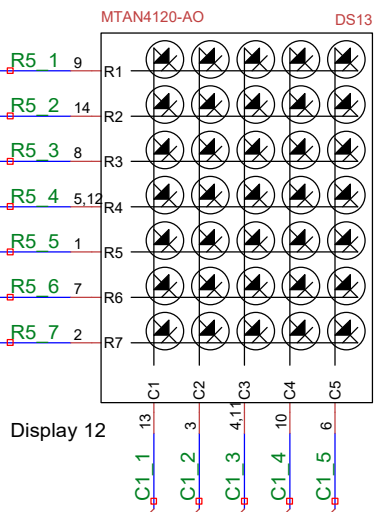 MTAN4120-AO
DS13
R5_1 9 R1
R5_2 14 R2
R5_3 8 R3
R5_4 5,12 R4
R5_5 1 R5
R5_6 7 R6
R5_7 2 R7
C1 C2 C3 C4 C5
13 3 4,11 10 6
Display 12
C1_1 C1_2 C1_3 C1_4 C1_5